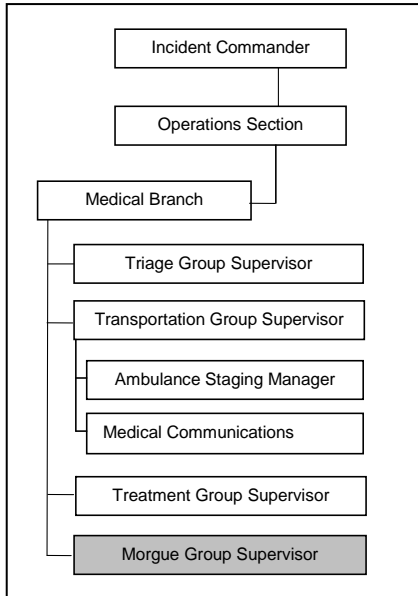 Incident Commander
Operations Section
Medical Branch
Triage Group Supervisor
Transportation Group Supervisor
Ambulance Staging Manager
Medical Communications
Treatment Group Supervisor
Morgue Group Supervisor